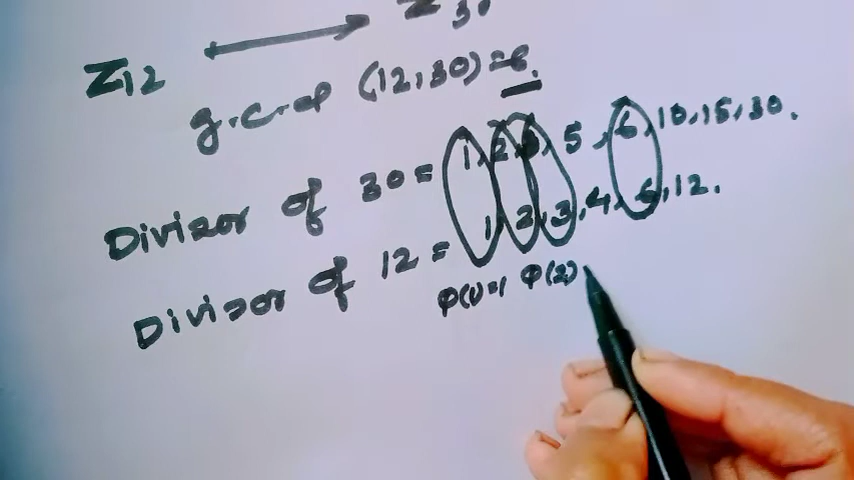 Z12 ⟷ Z30
g.c.d (12,30)=6.
Divisor of 30 = 1, 2, 3, 5, 6, 10, 15, 30.
Divisor of 12 = 1, 2, 3, 4, 6, 12.
φ(1)=1 φ(2)